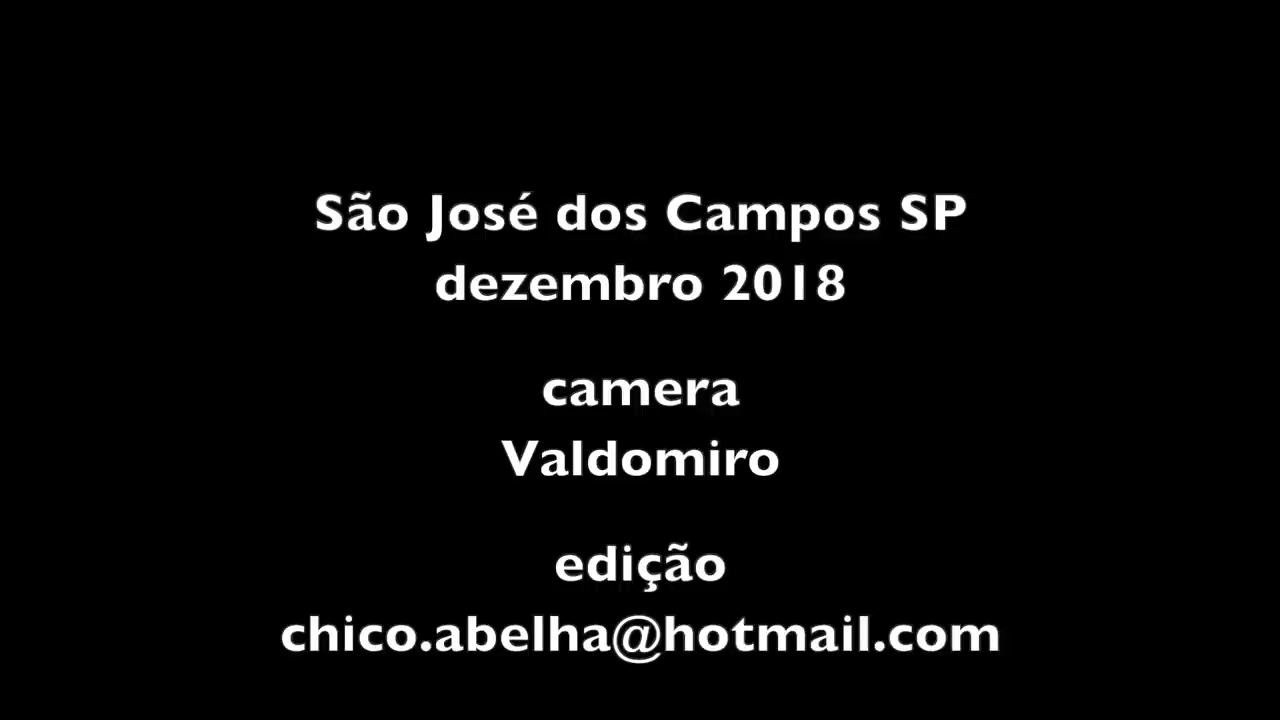 São José dos Campos SP
dezembro 2018
camera
Valdomiro
edição
chico.abelha@hotmail.com